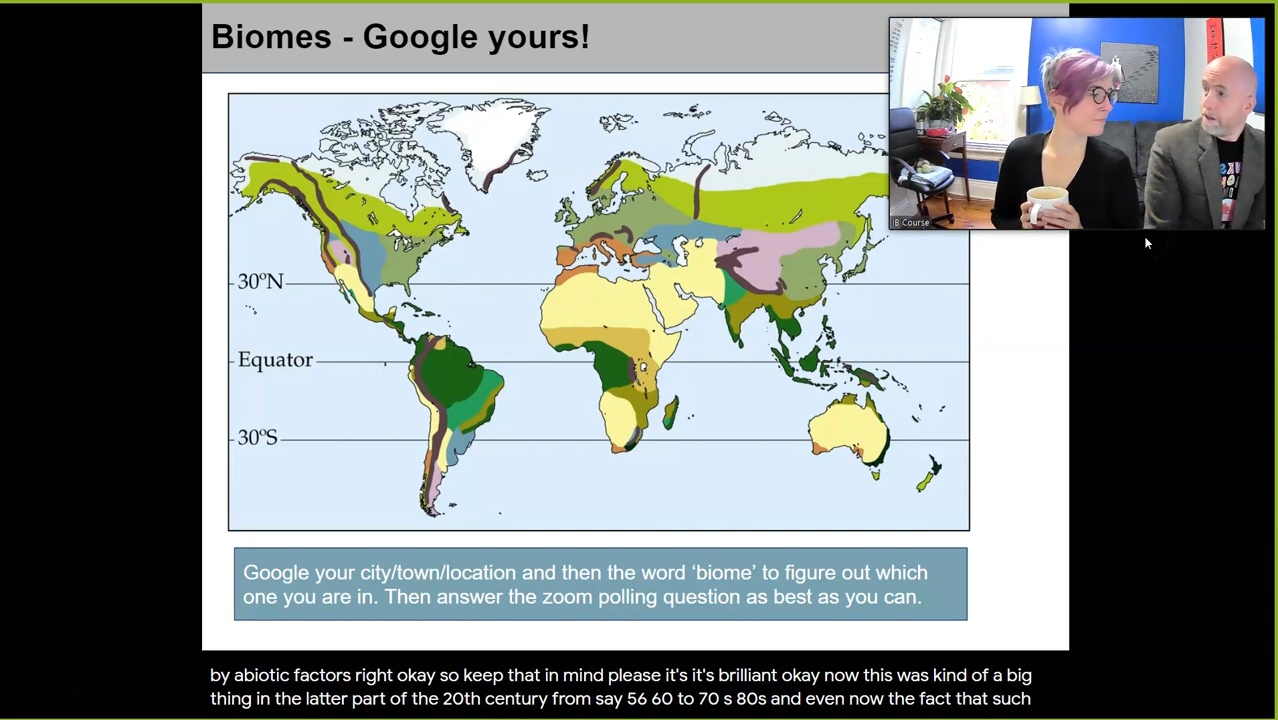 Biomes - Google yours!
IB Course
30ºN
Equator
30ºS
Google your city/town/location and then the word ‘biome’ to figure out which
one you are in. Then answer the zoom polling question as best as you can.
by abiotic factors right okay so keep that in mind please it's it's brilliant okay now this was kind of a big
thing in the latter part of the 20th century from say 56 60 to 70 s 80s and even now the fact that such